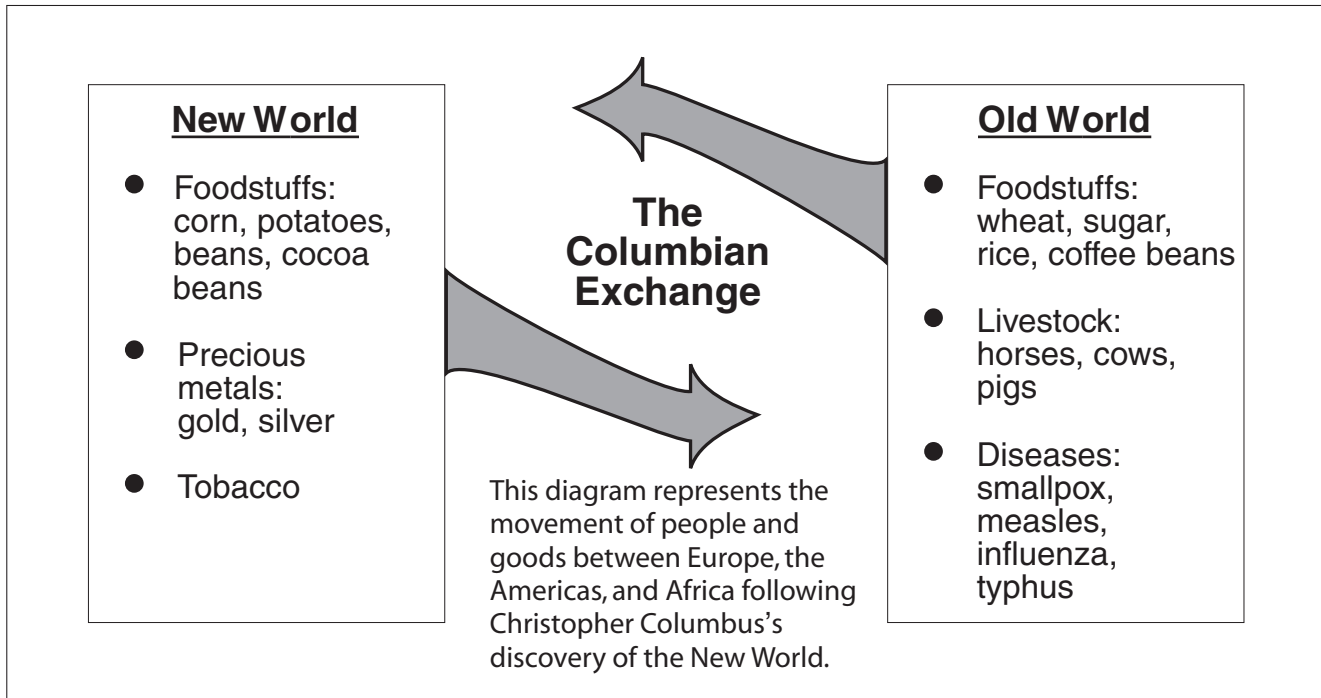 New World
● Foodstuffs:
corn, potatoes,
beans, cocoa
beans
● Precious
metals:
gold, silver
● Tobacco
The
Columbian
Exchange
This diagram represents the
movement of people and
goods between Europe, the
Americas, and Africa following
Christopher Columbus's
discovery of the New World.
Old World
● Foodstuffs:
wheat, sugar,
rice, coffee beans
● Livestock:
horses, cows,
pigs
● Diseases:
smallpox,
measles,
influenza,
typhus